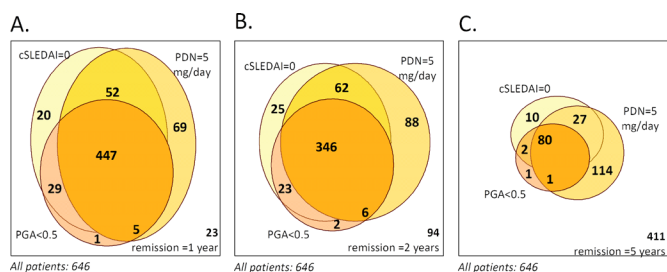 A.
cSLEDAI=0
PDN=5
mg/day
52
20
69
447
29
5
1
PGA<0.5
23
remission =1 year
All patients: 646
B.
cSLEDAI=0
PDN=5
mg/day
62
25
88
346
23
6
2
PGA<0.5
94
remission =2 years
All patients: 646
C.
cSLEDAI=0
PDN=5
mg/day
10
27
80
2
1
1
114
PGA<0.5
411
remission =5 years
All patients: 646